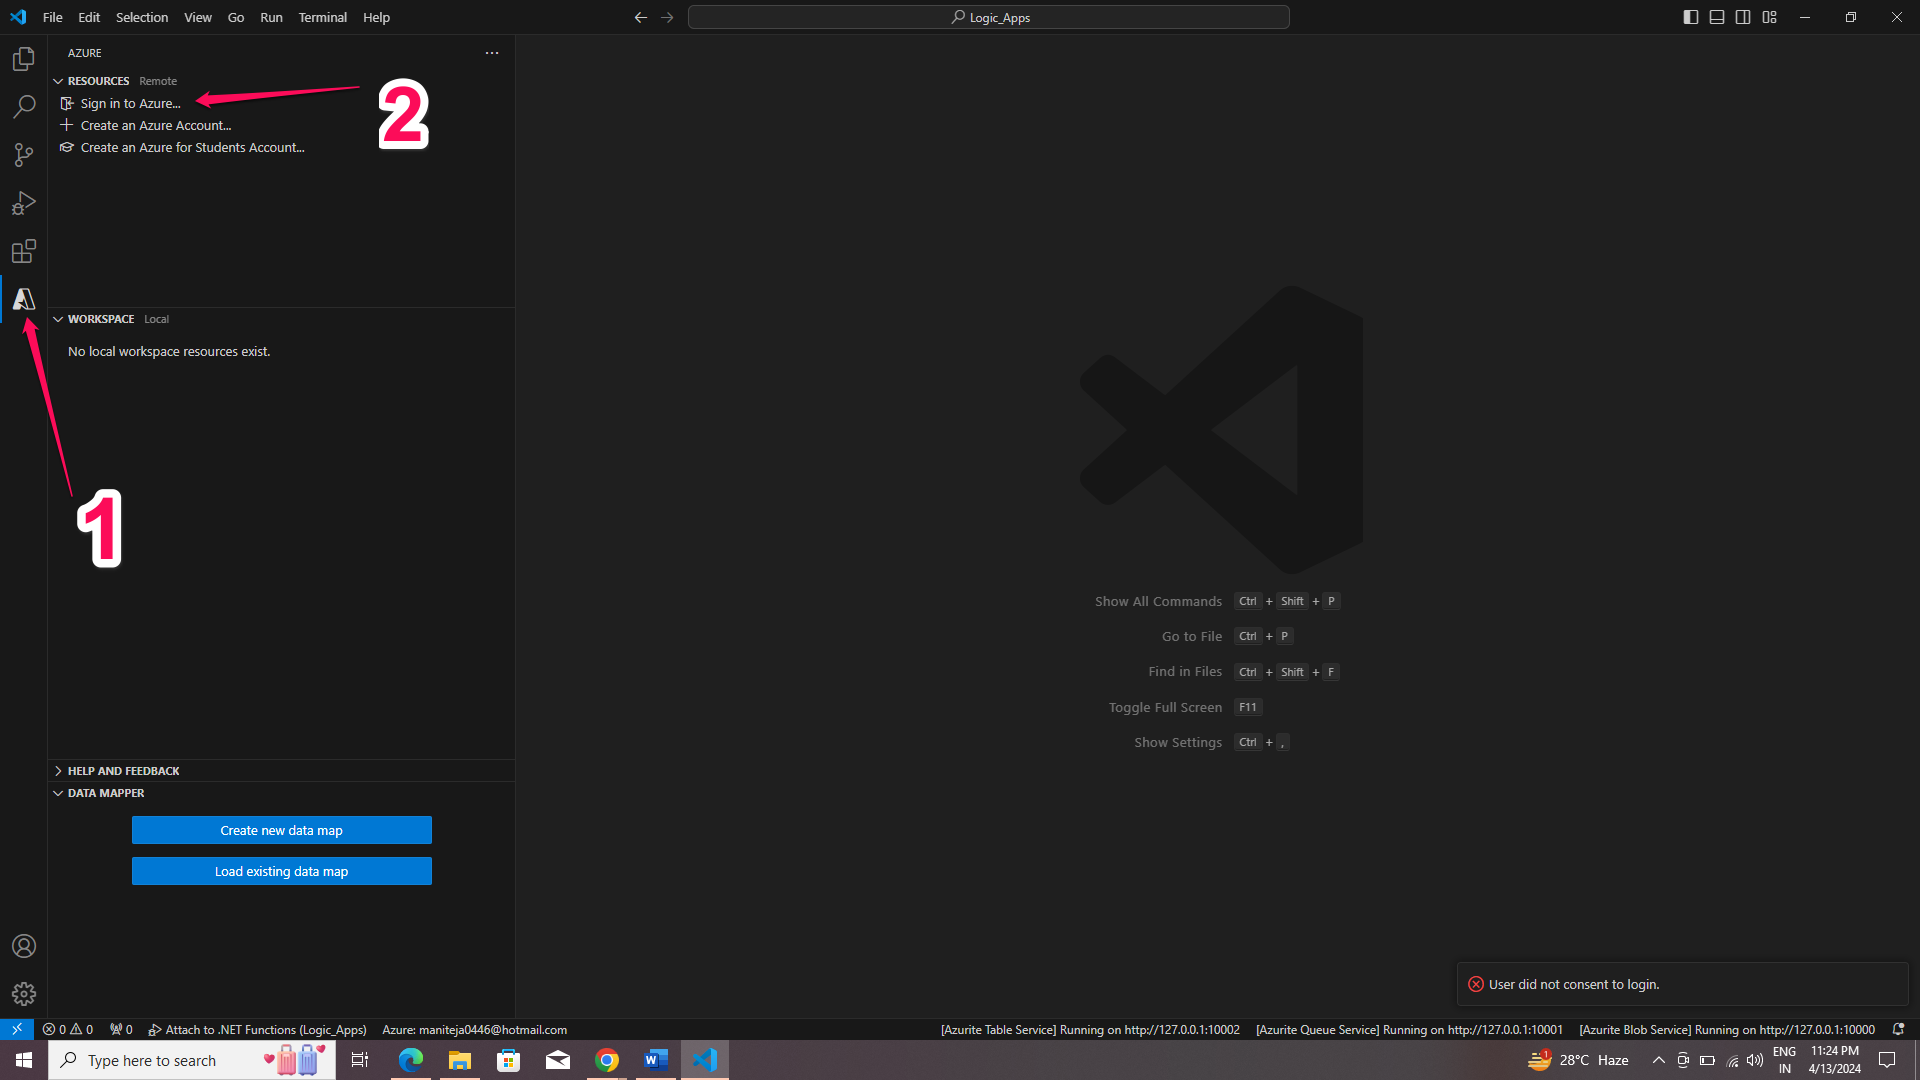 File Edit Selection View Go Run Terminal Help
Logic_Apps
AZURE
RESOURCES Remote
Sign in to Azure...
Create an Azure Account...
Create an Azure for Students Account...
2
WORKSPACE Local
No local workspace resources exist.
1
Show All Commands Ctrl + Shift + P
Go to File Ctrl + P
Find in Files Ctrl + Shift + F
Toggle Full Screen F11
Show Settings Ctrl + ,
HELP AND FEEDBACK
DATA MAPPER
Create new data map
Load existing data map
User did not consent to login.
0 0 0 Attach to .NET Functions (Logic_Apps) Azure: maniteja0446@hotmail.com [Azurite Table Service] Running on http://127.0.0.1:10002 [Azurite Queue Service] Running on http://127.0.0.1:10001 [Azurite Blob Service] Running on http://127.0.0.1:10000
Type here to search
1 28°C Haze
ENG
IN
11:24 PM
4/13/2024